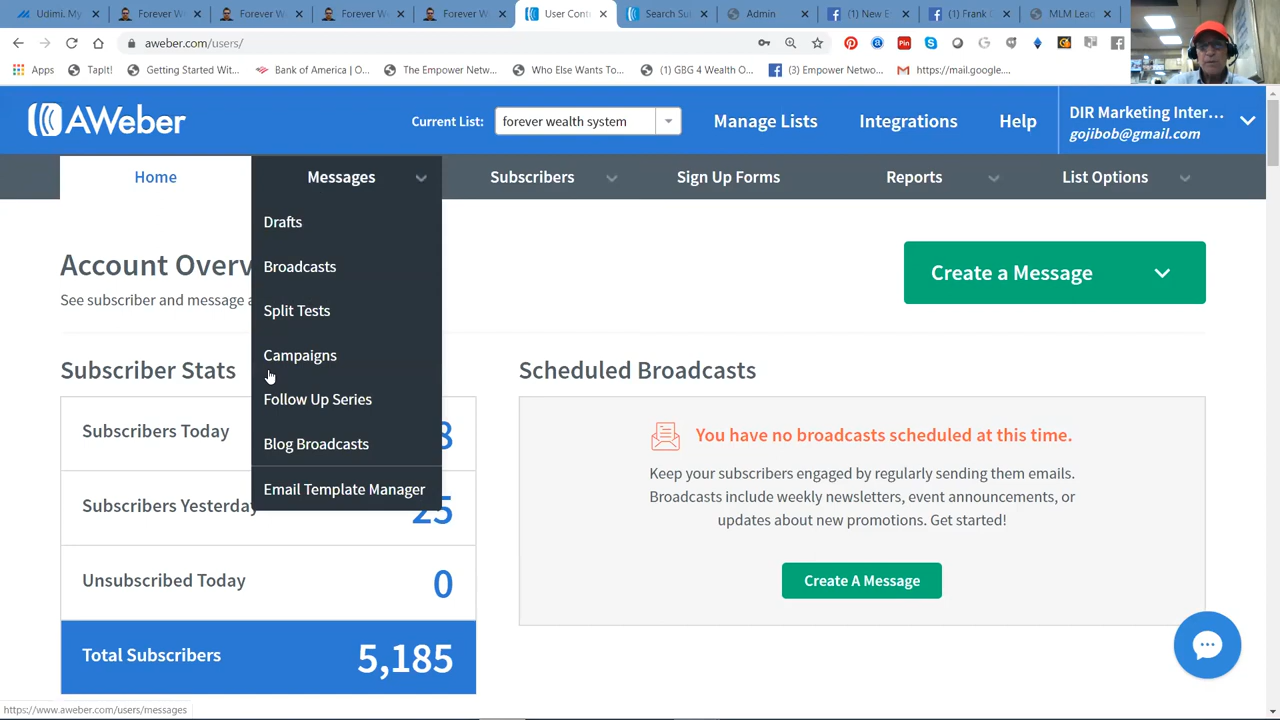 Udimi. My
Forever W
Forever W
Forever W
Forever W
User Cont
Search Su
Admin
(1) New E
(1) Frank
MLM Lea
aweber.com/users/
Apps
TapIt!
Getting Started Wit...
Bank of America | O...
The Empower Netw...
Who Else Wants To...
(1) GBG 4 Wealth O...
(3) Empower Netwo...
https://mail.google....
AWeber
Current List:
forever wealth system
Manage Lists
Integrations
Help
DIR Marketing Inter...
gojibob@gmail.com
Home
Messages
Subscribers
Sign Up Forms
Reports
List Options
Drafts
Broadcasts
Split Tests
Campaigns
Follow Up Series
Blog Broadcasts
Email Template Manager
Account Overv
See subscriber and message a
Create a Message
Subscriber Stats
Subscribers Today
8
Subscribers Yesterday
25
Unsubscribed Today
0
Total Subscribers
5,185
Scheduled Broadcasts
You have no broadcasts scheduled at this time.
Keep your subscribers engaged by regularly sending them emails.
Broadcasts include weekly newsletters, event announcements, or
updates about new promotions. Get started!
Create A Message
https://www.aweber.com/users/messages